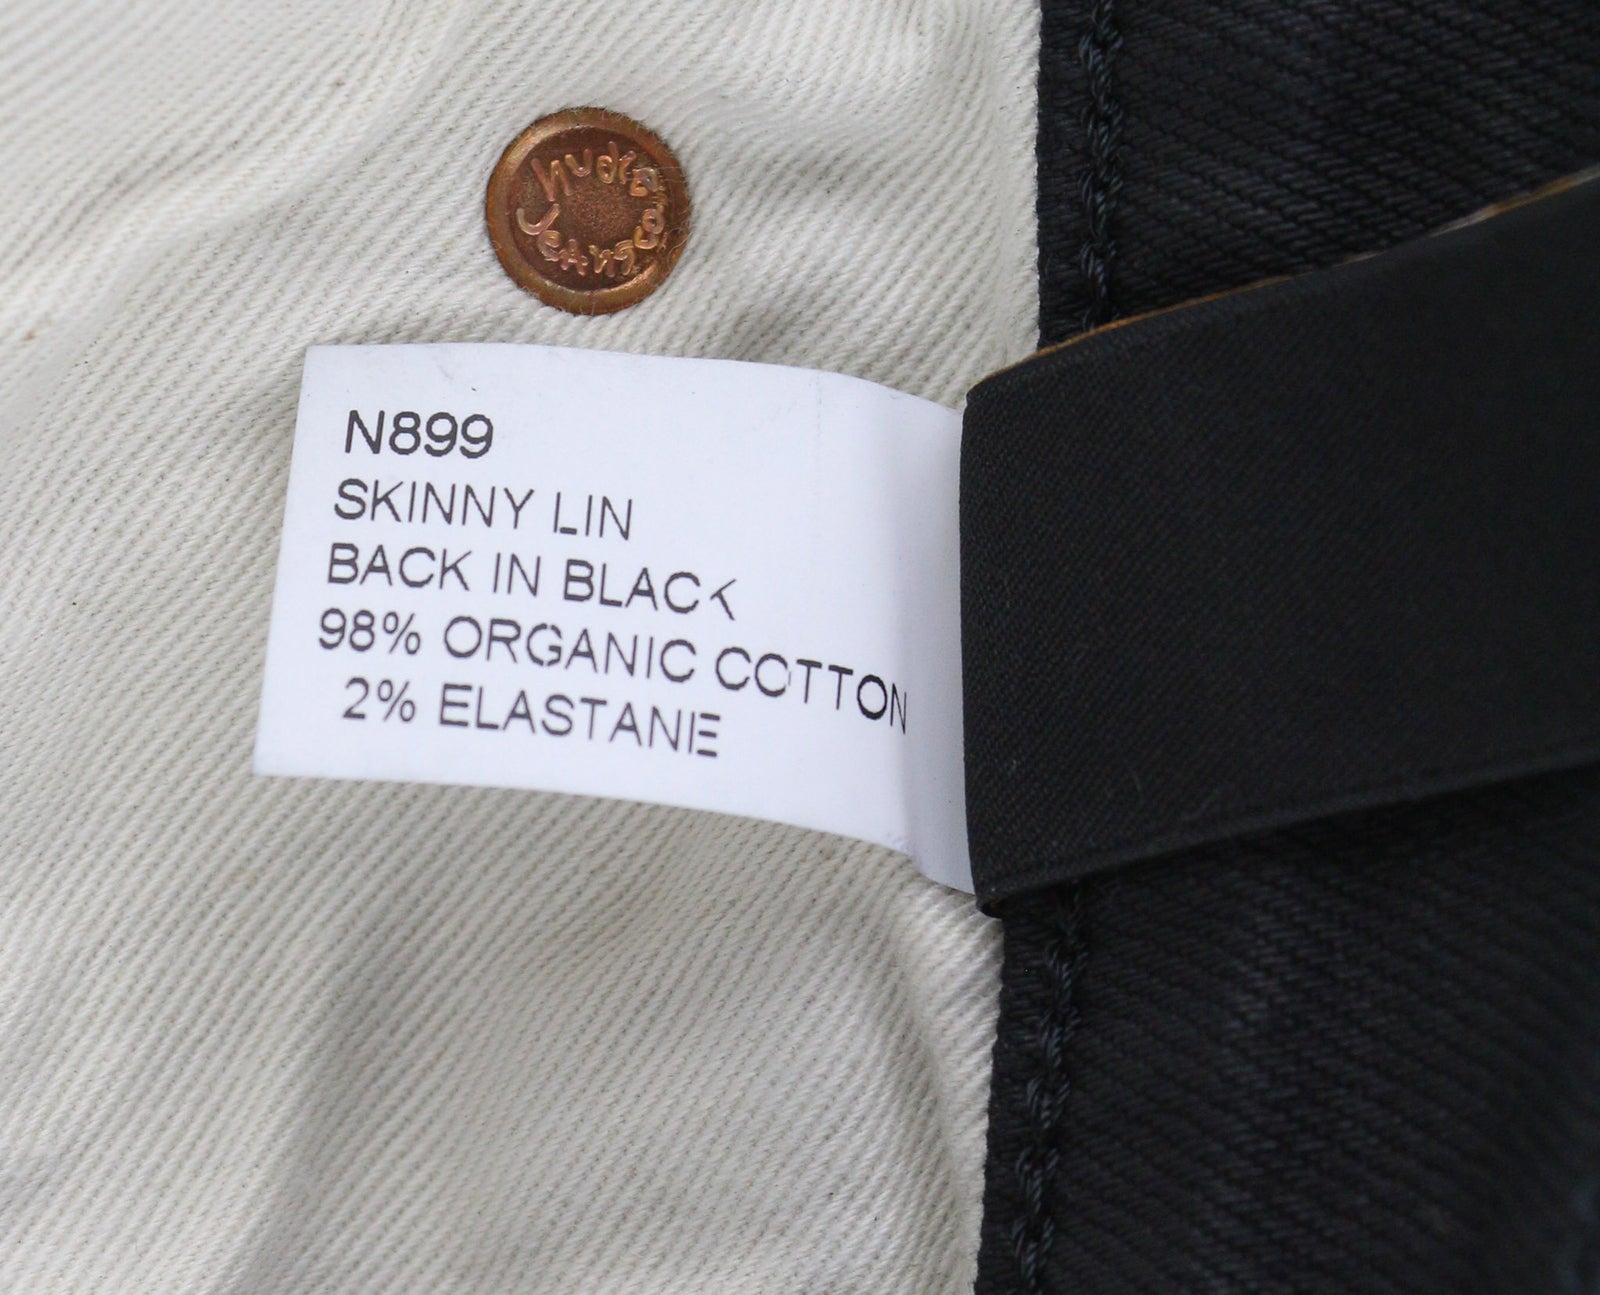 nudie
Jeans co
N899
SKINNY LIN
BACK IN BLACK
98% ORGANIC COTTON
2% ELASTANE